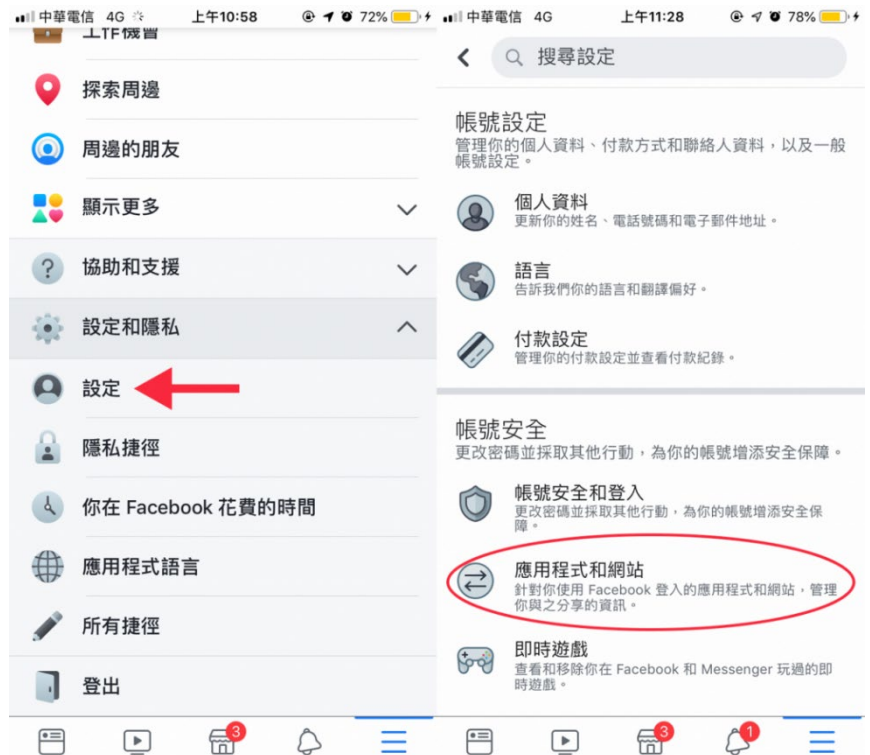 中華電信 4G 上午10:58 72%
工作機會
探索周邊
周邊的朋友
顯示更多
協助和支援
設定和隱私
設定
隱私捷徑
你在 Facebook 花費的時間
應用程式語言
所有捷徑
登出
3
中華電信 4G 上午11:28 78%
搜尋設定
帳號設定
管理你的個人資料、付款方式和聯絡人資料，以及一般
帳號設定。
個人資料
更新你的姓名、電話號碼和電子郵件地址。
語言
告訴我們你的語言和翻譯偏好。
付款設定
管理你的付款設定並查看付款紀錄。
帳號安全
更改密碼並採取其他行動，為你的帳號增添安全保障。
帳號安全和登入
更改密碼並採取其他行動，為你的帳號增添安全保
障。
應用程式和網站
針對你使用 Facebook 登入的應用程式和網站，管理
你與之分享的資訊。
即時遊戲
查看和移除你在 Facebook 和 Messenger 玩過的即
時遊戲。
3 1